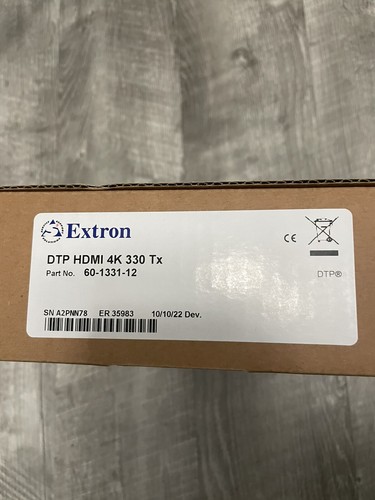 Extron
DTP HDMI 4K 330 Tx
Part No. 60-1331-12
CE
DTP®
SN A2PNN78 ER 35983 10/10/22 Dev.